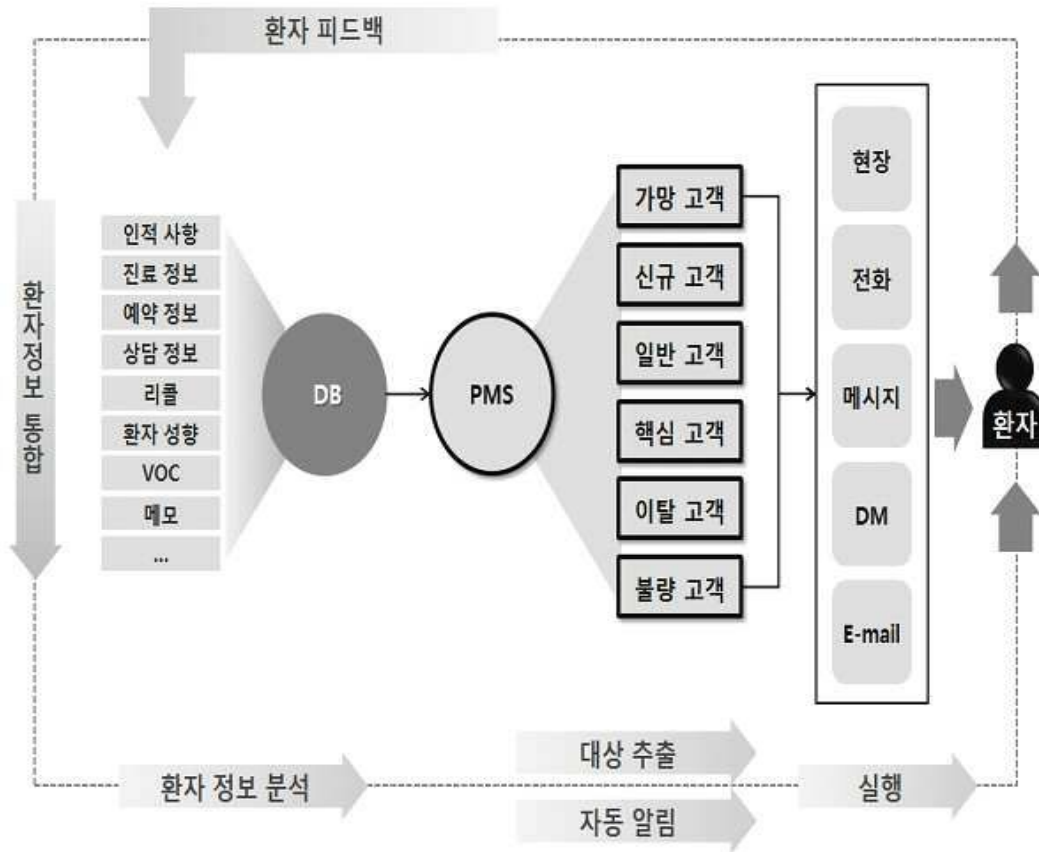 환자 피드백
환자정보 통합
인적 사항
진료 정보
예약 정보
상담 정보
리콜
환자 성향
VOC
메모
...
DB
PMS
가망 고객
신규 고객
일반 고객
핵심 고객
이탈 고객
불량 고객
현장
전화
메시지
DM
E-mail
환자
환자 정보 분석
대상 추출
자동 알림
실행